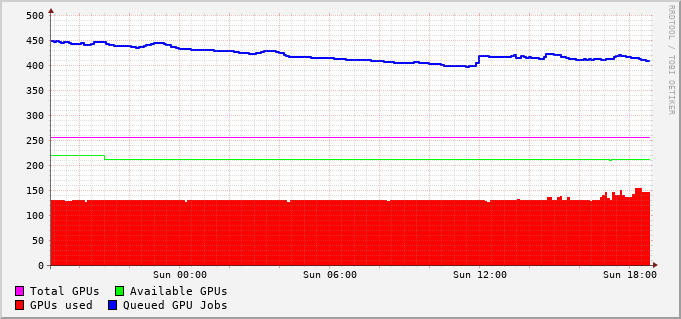 500
450
400
350
300
250
200
150
100
50
0
Sun 00:00 Sun 06:00 Sun 12:00 Sun 18:00
Total GPUs Available GPUs
GPUs used Queued GPU Jobs
RRDTOOL / TOBI OETIKER